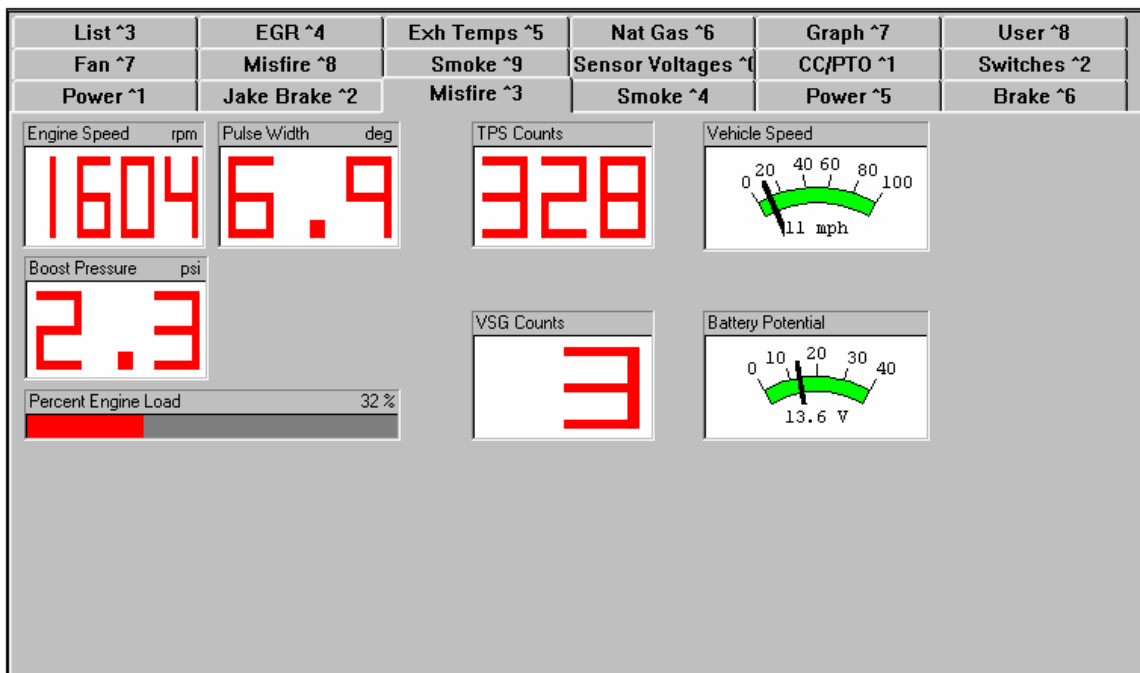 List ^3 EGR ^4 Exh Temps ^5 Nat Gas ^6 Graph ^7 User ^8
Fan ^7 Misfire ^8 Smoke ^9 Sensor Voltages ^( CC/PTO ^1 Switches ^2
Power ^1 Jake Brake ^2 Misfire ^3 Smoke ^4 Power ^5 Brake ^6
Engine Speed rpm Pulse Width deg TPS Counts Vehicle Speed
1604 6.9 328
0 20 40 60 80 100
11 mph
Boost Pressure psi
2.3
VSG Counts Battery Potential
3
0 10 20 30 40
13.6 V
Percent Engine Load 32 %